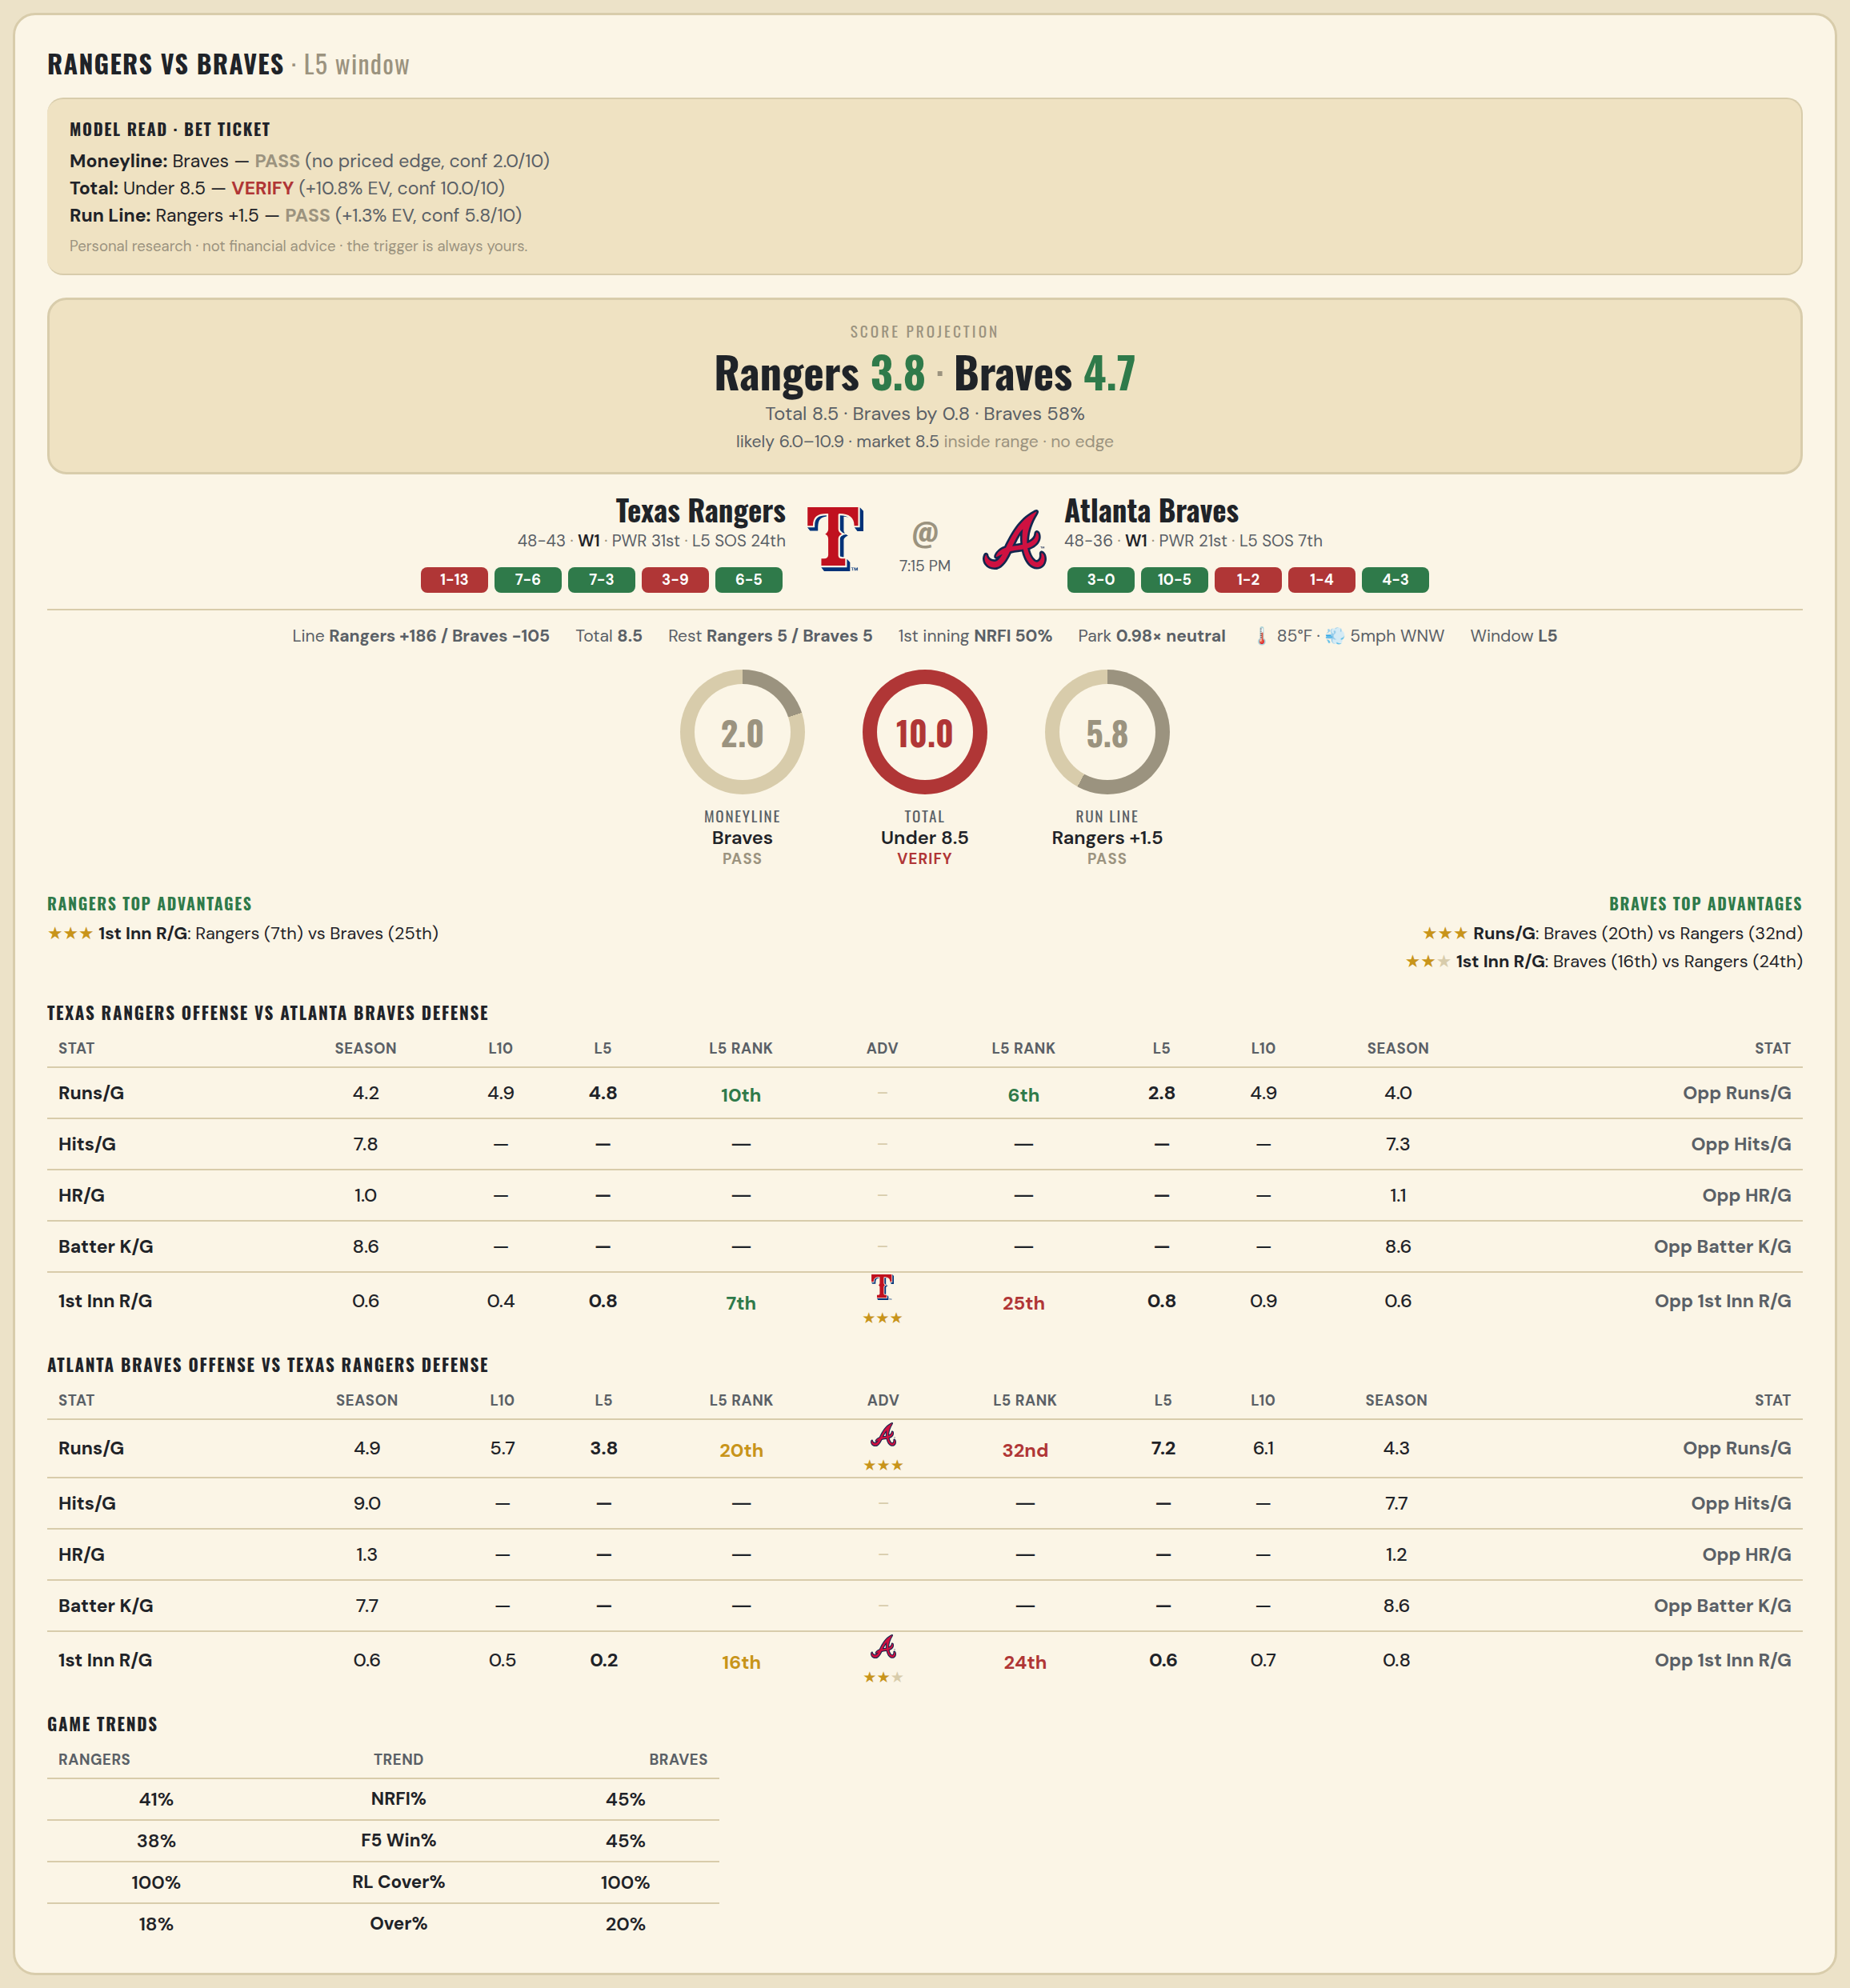 RANGERS VS BRAVES · L5 window
MODEL READ · BET TICKET
Moneyline: Braves — PASS (no priced edge, conf 2.0/10)
Total: Under 8.5 — VERIFY (+10.8% EV, conf 10.0/10)
Run Line: Rangers +1.5 — PASS (+1.3% EV, conf 5.8/10)
Personal research · not financial advice · the trigger is always yours.
SCORE PROJECTION
Rangers 3.8 · Braves 4.7
Total 8.5 · Braves by 0.8 · Braves 58%
likely 6.0–10.9 · market 8.5 inside range · no edge
Texas Rangers
48-43 · W1 · PWR 31st · L5 SOS 24th
1-13 7-6 7-3 3-9 6-5
T
TM
@
7:15 PM
A
Atlanta Braves
48-36 · W1 · PWR 21st · L5 SOS 7th
3-0 10-5 1-2 1-4 4-3
Line Rangers +186 / Braves -105 Total 8.5 Rest Rangers 5 / Braves 5 1st inning NRFI 50% Park 0.98× neutral 🌡️ 85°F · 💨 5mph WNW Window L5
2.0 10.0 5.8
MONEYLINE TOTAL RUN LINE
Braves Under 8.5 Rangers +1.5
PASS VERIFY PASS
RANGERS TOP ADVANTAGES
★★★ 1st Inn R/G: Rangers (7th) vs Braves (25th)
BRAVES TOP ADVANTAGES
★★★ Runs/G: Braves (20th) vs Rangers (32nd)
★★★ 1st Inn R/G: Braves (16th) vs Rangers (24th)
TEXAS RANGERS OFFENSE VS ATLANTA BRAVES DEFENSE
STAT SEASON L10 L5 L5 RANK ADV L5 RANK L5 L10 SEASON STAT
Runs/G 4.2 4.9 4.8 10th – 6th 2.8 4.9 4.0 Opp Runs/G
Hits/G 7.8 — — — – — — — 7.3 Opp Hits/G
HR/G 1.0 — — — – — — — 1.1 Opp HR/G
Batter K/G 8.6 — — — – — — — 8.6 Opp Batter K/G
1st Inn R/G 0.6 0.4 0.8 7th T ★★★ 25th 0.8 0.9 0.6 Opp 1st Inn R/G
ATLANTA BRAVES OFFENSE VS TEXAS RANGERS DEFENSE
STAT SEASON L10 L5 L5 RANK ADV L5 RANK L5 L10 SEASON STAT
Runs/G 4.9 5.7 3.8 20th A ★★★ 32nd 7.2 6.1 4.3 Opp Runs/G
Hits/G 9.0 — — — – — — — 7.7 Opp Hits/G
HR/G 1.3 — — — – — — — 1.2 Opp HR/G
Batter K/G 7.7 — — — – — — — 8.6 Opp Batter K/G
1st Inn R/G 0.6 0.5 0.2 16th A ★★★ 24th 0.6 0.7 0.8 Opp 1st Inn R/G
GAME TRENDS
RANGERS TREND BRAVES
41% NRFI% 45%
38% F5 Win% 45%
100% RL Cover% 100%
18% Over% 20%